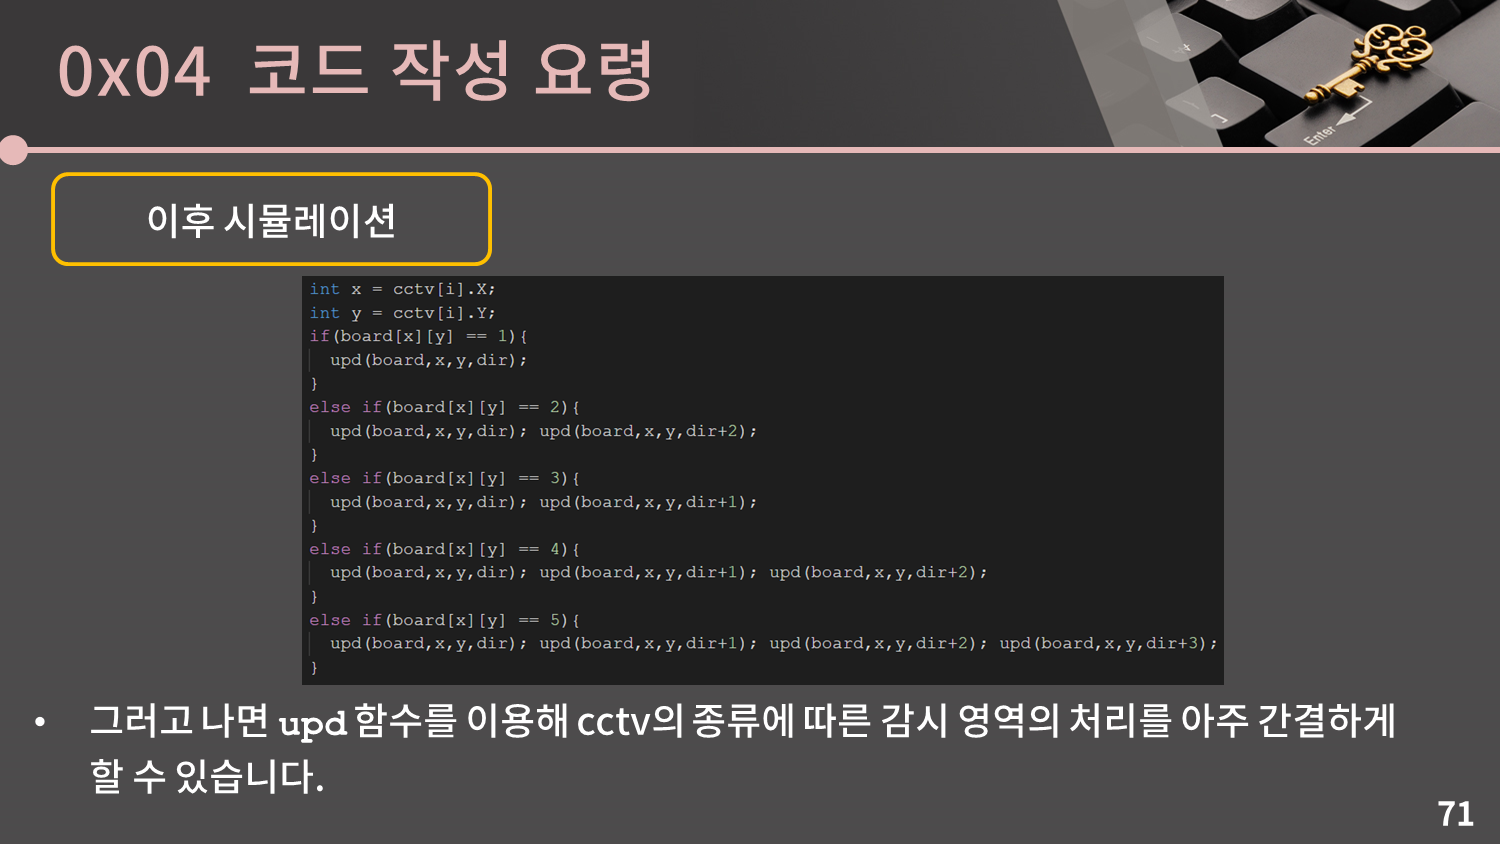 0x04 코드 작성 요령
Enter
이후 시뮬레이션
int x = cctv[i].X;
int y = cctv[i].Y;
if(board[x][y] == 1){
upd(board,x,y,dir);
}
else if(board[x][y] == 2){
upd(board,x,y,dir); upd(board,x,y,dir+2);
}
else if(board[x][y] == 3){
upd(board,x,y,dir); upd(board,x,y,dir+1);
}
else if(board[x][y] == 4){
upd(board,x,y,dir); upd(board,x,y,dir+1); upd(board,x,y,dir+2);
}
else if(board[x][y] == 5){
upd(board,x,y,dir); upd(board,x,y,dir+1); upd(board,x,y,dir+2); upd(board,x,y,dir+3);
}
• 그러고 나면 upd 함수를 이용해 cctv의 종류에 따른 감시 영역의 처리를 아주 간결하게
할 수 있습니다.
71